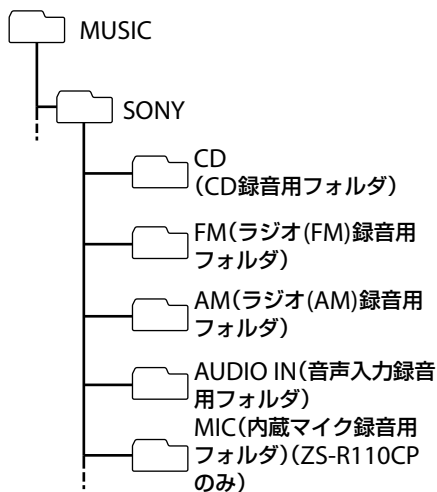 MUSIC
SONY
CD
（CD録音用フォルダ）
FM（ラジオ(FM)録音用
フォルダ）
AM（ラジオ(AM)録音用
フォルダ）
AUDIO IN（音声入力録音
用フォルダ）
MIC（内蔵マイク録音用
フォルダ）（ZS-R110CP
のみ）